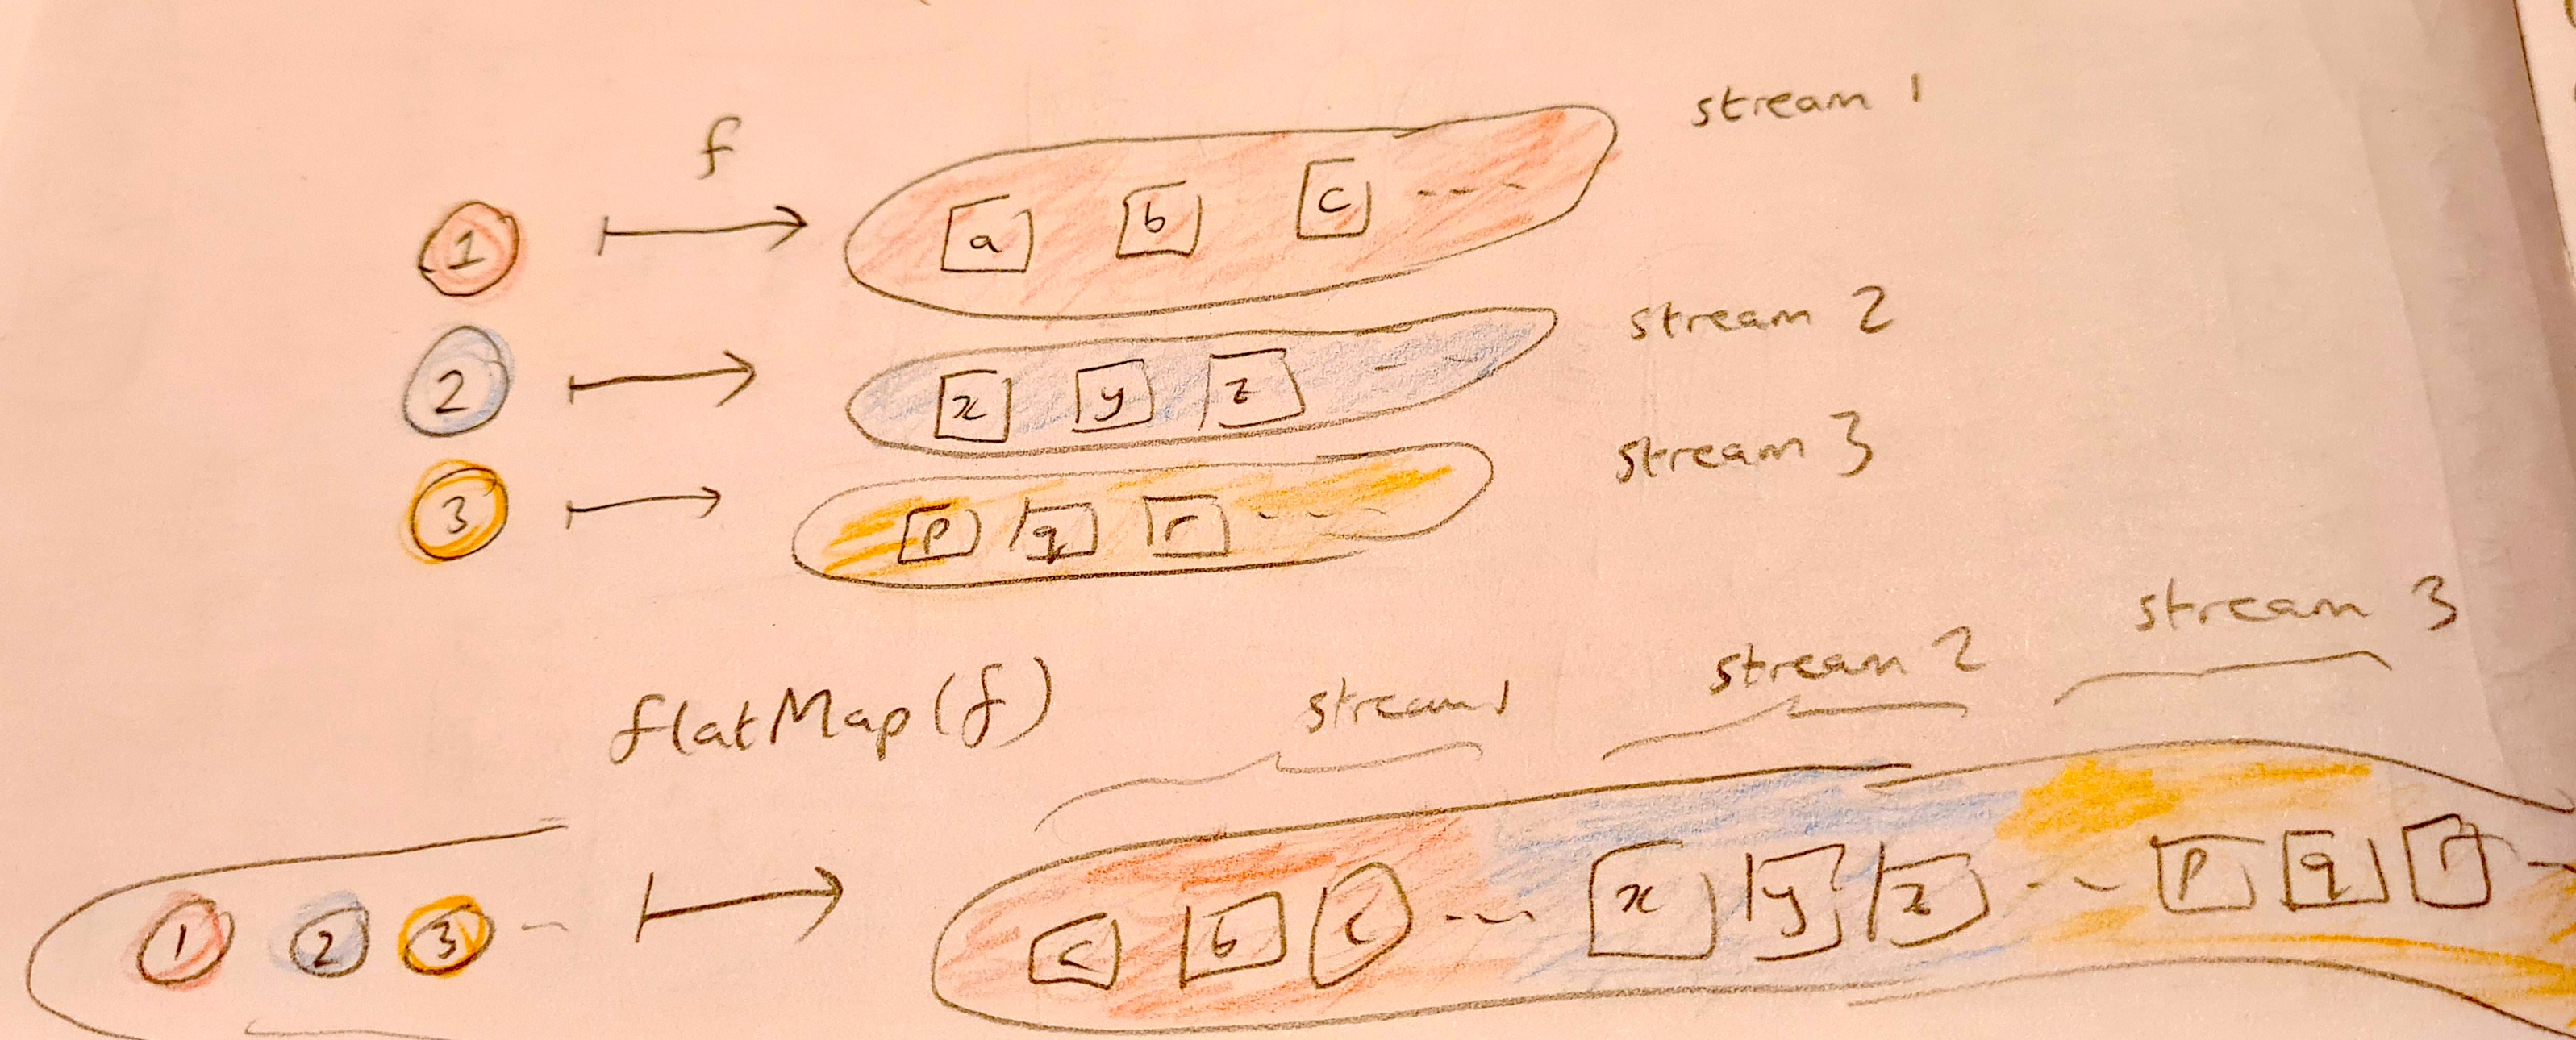 stream 1
f
1 a b c ....
stream 2
2 x y z - -
stream 3
3 p q r ....
stream 3
stream 2
flatMap(f) stream 1
1 2 3 - a b c ... x y z ... p q r -